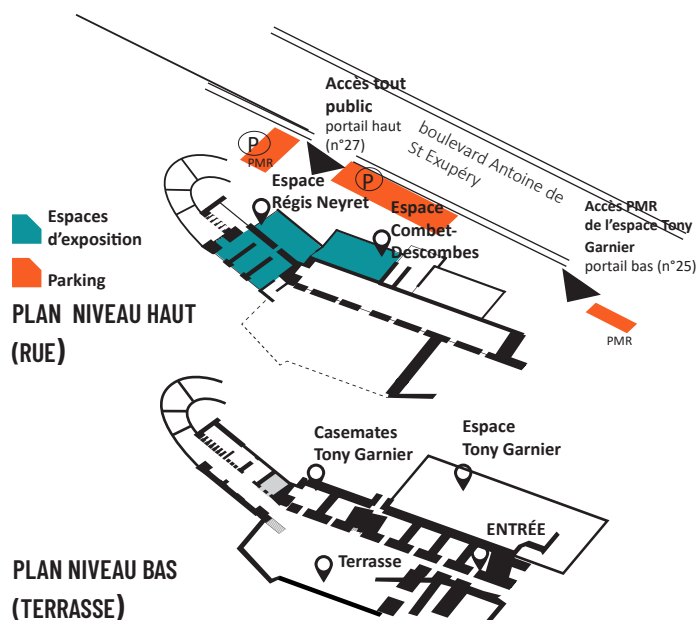 Accès tout
public
portail haut
(n°27)
boulevard Antoine de
St Exupéry
P
PMR
P
Espace
Régis Neyret
Espace
Combet-
Descombes
Accès PMR
de l'espace Tony
Garnier
portail bas (n°25)
PMR
Espaces
d'exposition
Parking
PLAN NIVEAU HAUT
(RUE)
Casemates
Tony Garnier
Espace
Tony Garnier
ENTRÉE
Terrasse
PLAN NIVEAU BAS
(TERRASSE)